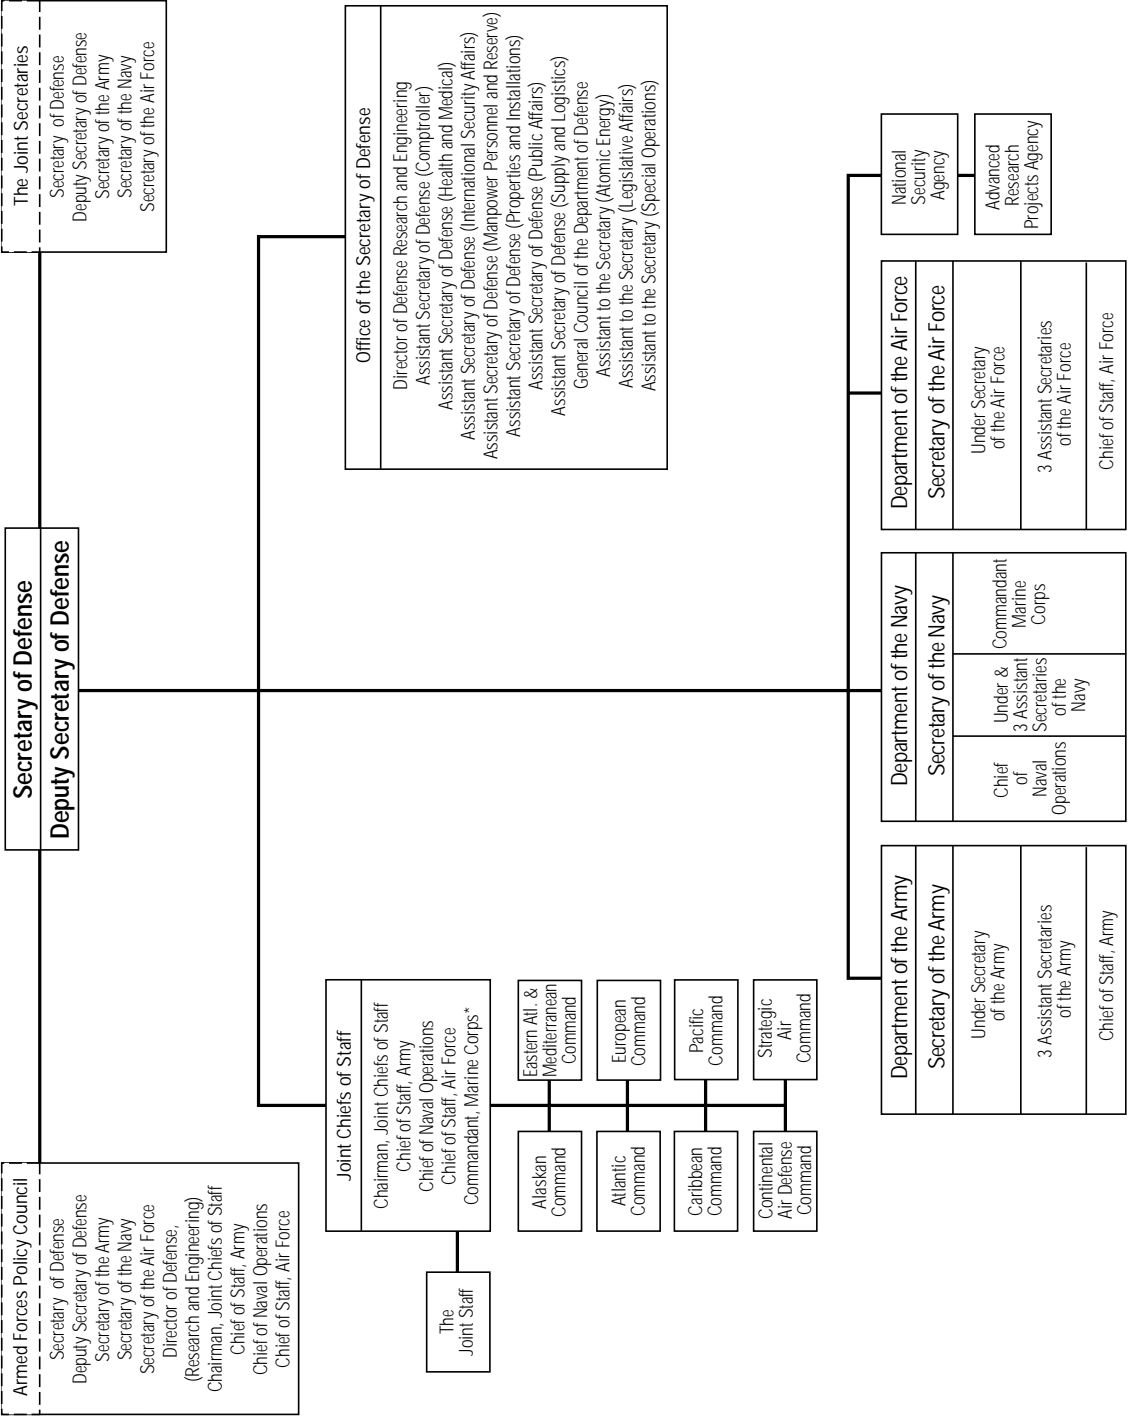 Secretary of Defense
Deputy Secretary of Defense
Armed Forces Policy Council
Secretary of Defense
Deputy Secretary of Defense
Secretary of the Army
Secretary of the Navy
Secretary of the Air Force
Director of Defense,
(Research and Engineering)
Chairman, Joint Chiefs of Staff
Chief of Staff, Army
Chief of Naval Operations
Chief of Staff, Air Force
The Joint Secretaries
Secretary of Defense
Deputy Secretary of Defense
Secretary of the Army
Secretary of the Navy
Secretary of the Air Force
Joint Chiefs of Staff
Chairman, Joint Chiefs of Staff
Chief of Staff, Army
Chief of Naval Operations
Chief of Staff, Air Force
Commandant, Marine Corps*
The
Joint Staff
Alaskan
Command
Eastern Atl. &
Mediterranean
Command
Atlantic
Command
European
Command
Caribbean
Command
Pacific
Command
Continental
Air Defense
Command
Strategic
Air
Command
Office of the Secretary of Defense
Director of Defense Research and Engineering
Assistant Secretary of Defense (Comptroller)
Assistant Secretary of Defense (Health and Medical)
Assistant Secretary of Defense (International Security Affairs)
Assistant Secretary of Defense (Manpower Personnel and Reserve)
Assistant Secretary of Defense (Properties and Installations)
Assistant Secretary of Defense (Public Affairs)
Assistant Secretary of Defense (Supply and Logistics)
General Council of the Department of Defense
Assistant to the Secretary (Atomic Energy)
Assistant to the Secretary (Legislative Affairs)
Assistant to the Secretary (Special Operations)
Department of the Army
Secretary of the Army
Under Secretary
of the Army
3 Assistant Secretaries
of the Army
Chief of Staff, Army
Department of the Navy
Secretary of the Navy
Chief
of
Naval
Operations
Under &
3 Assistant
Secretaries
of the
Navy
Commandant
Marine
Corps
Department of the Air Force
Secretary of the Air Force
Under Secretary
of the Air Force
3 Assistant Secretaries
of the Air Force
Chief of Staff, Air Force
National
Security
Agency
Advanced
Research
Projects Agency